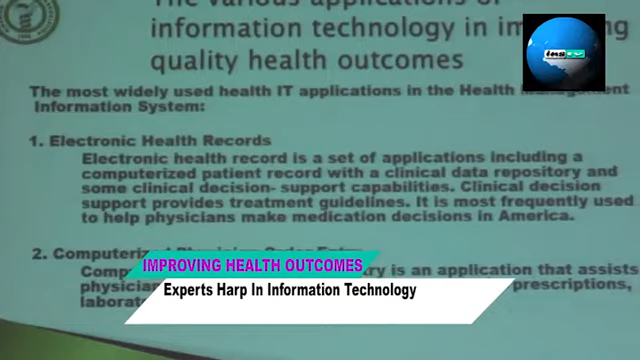 The various applications of
information technology in improving
quality health outcomes
The most widely used health IT applications in the Health Management
Information System:
1. Electronic Health Records
Electronic health record is a set of applications including a
computerized patient record with a clinical data repository and
some clinical decision- support capabilities. Clinical decision
support provides treatment guidelines. It is most frequently used
to help physicians make medication decisions in America.
2. Computerized Physician Order Entry
is an application that assists
prescriptions,
IMPROVING HEALTH OUTCOMES
Experts Harp In Information Technology